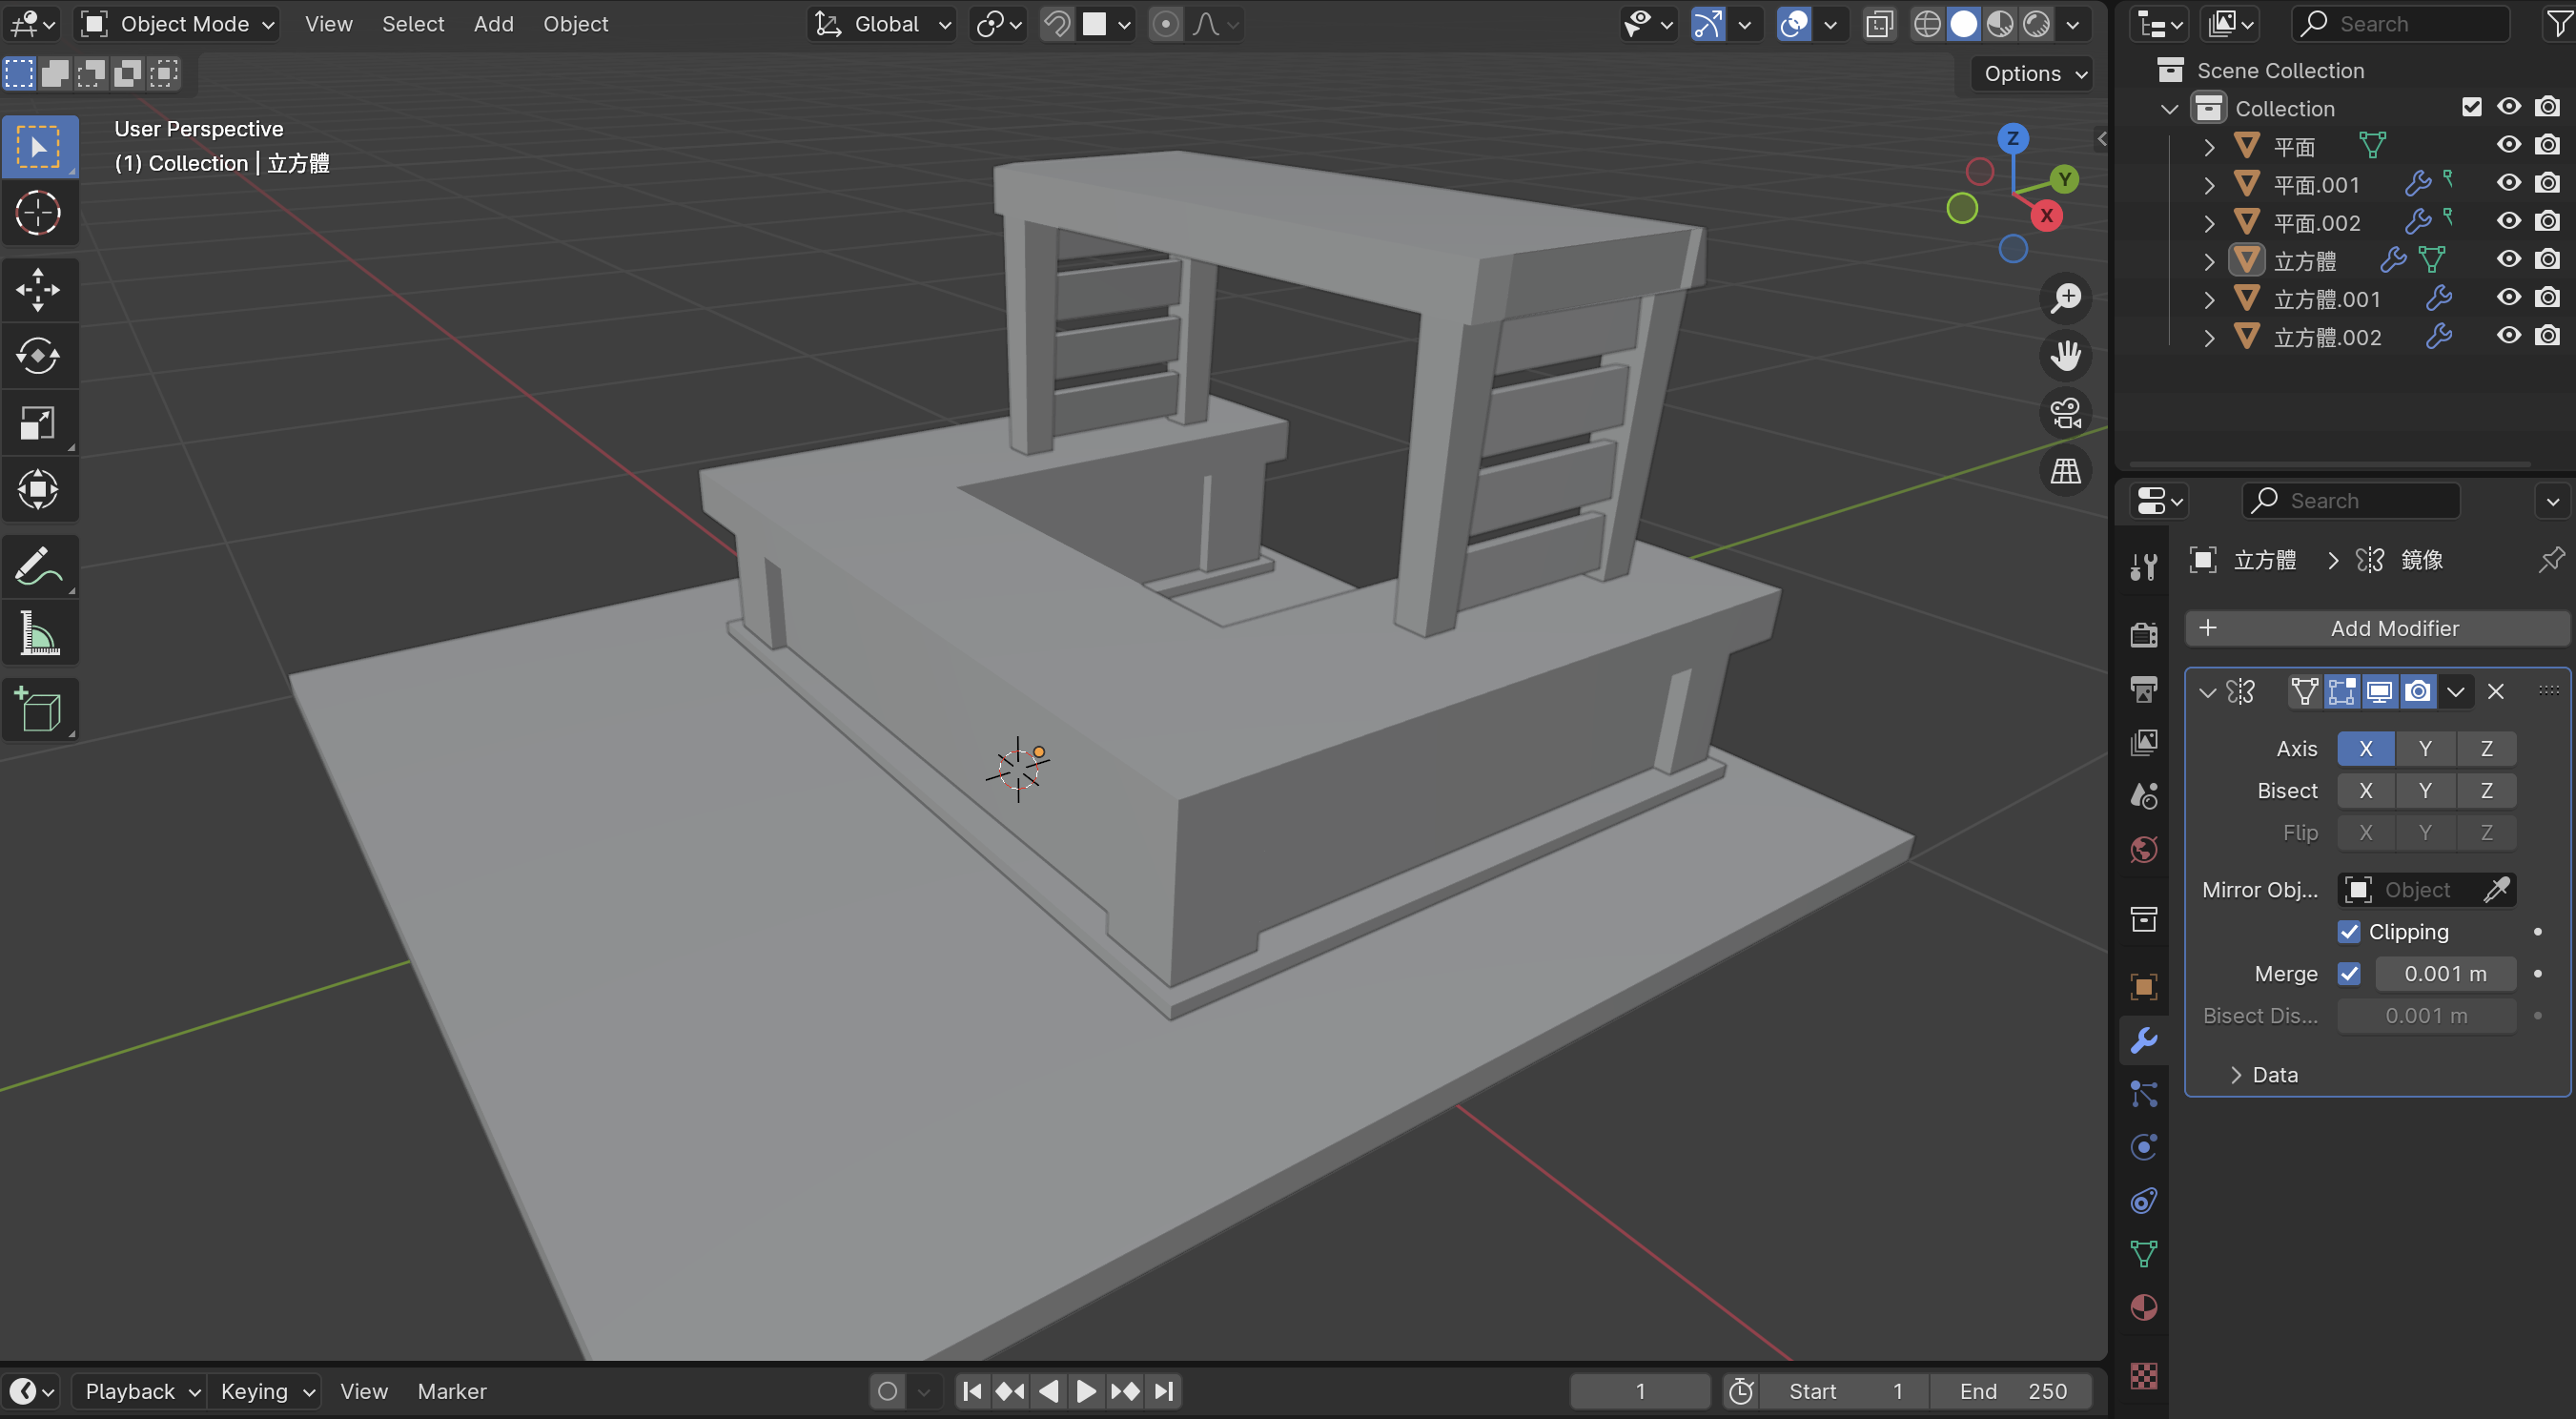 Object Mode View Select Add Object Global Search
Options
User Perspective
(1) Collection | 立方體
Z
Y
X
Scene Collection
Collection
平面
平面.001
平面.002
立方體
立方體.001
立方體.002
Search
立方體 > 鏡像
+ Add Modifier
Axis X Y Z
Bisect X Y Z
Flip X Y Z
Mirror Obj... Object
Clipping
Merge 0.001 m
Bisect Dis... 0.001 m
Data
Playback Keying View Marker 1 Start 1 End 250